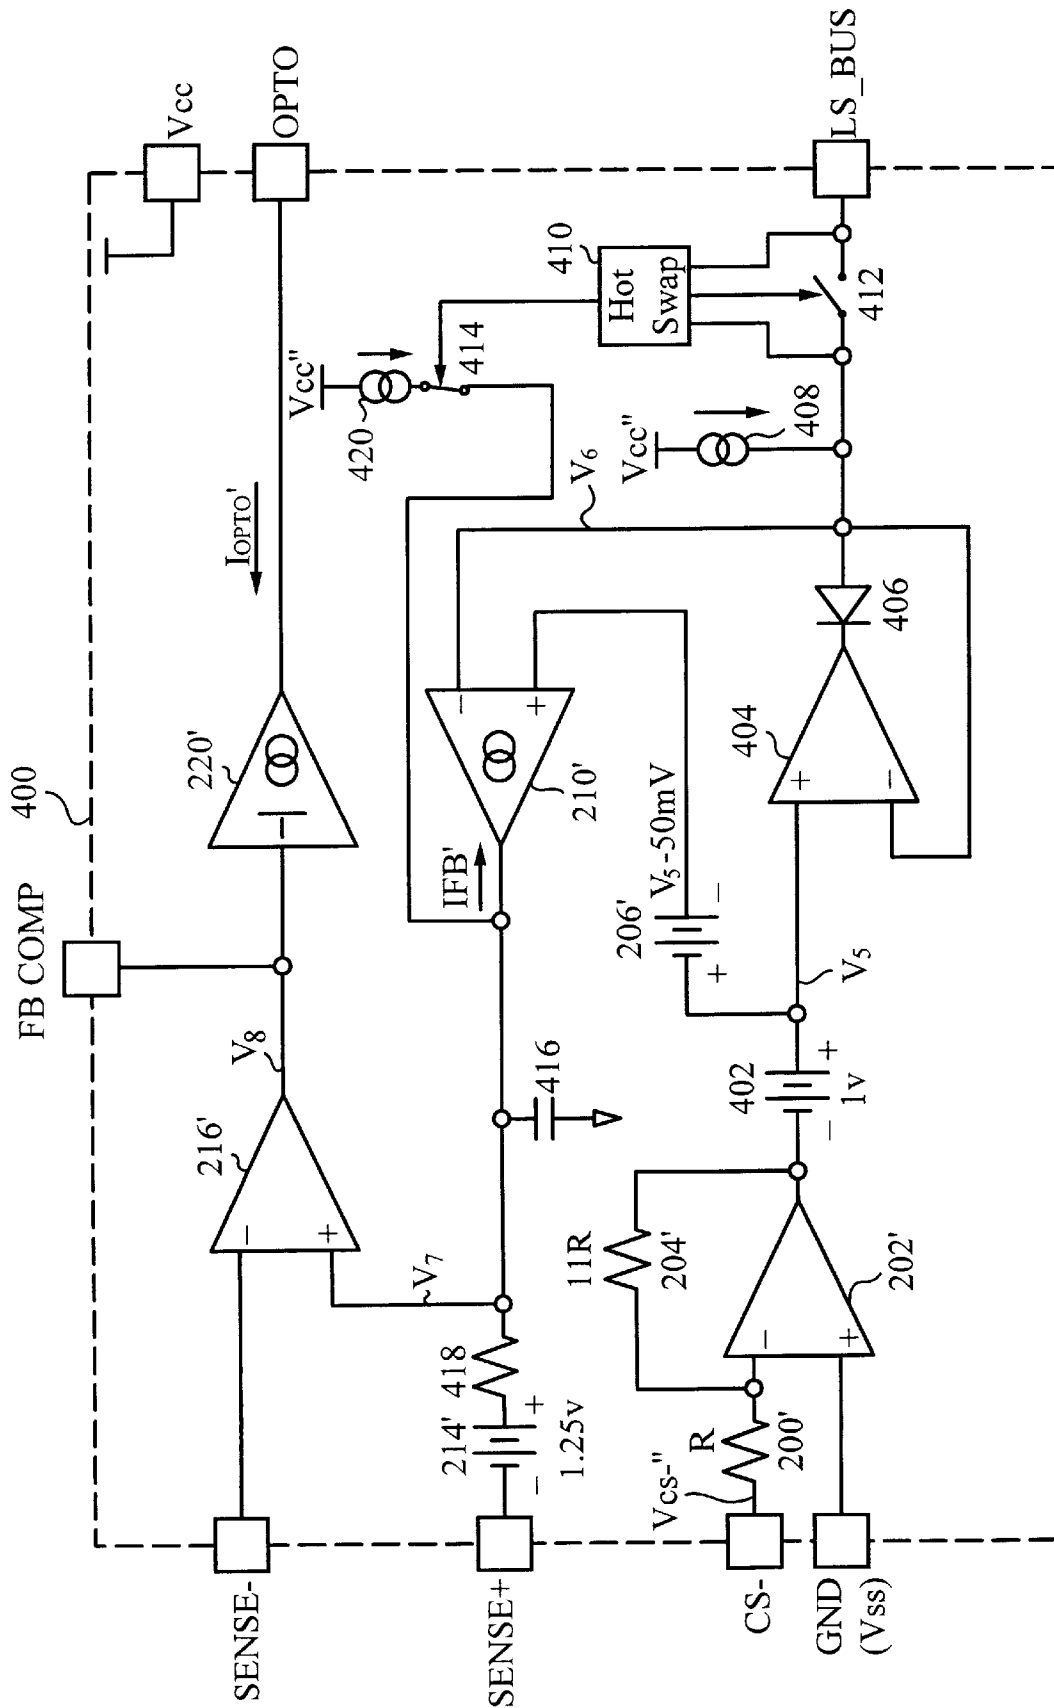 400
FB COMP
Vcc
OPTO
LS_BUS
SENSE-
SENSE+
CS-
GND
(Vss)
216'
−
+
V8
220'
IOPTO'
Vcc"
420
414
410
Hot
Swap
412
214'
−
+
1.25v
418
V7
416
IFB'
210'
−
+
V6
Vcc"
408
206'
+
−
V5-50mV
Vcs-"
R
200'
11R
204'
−
+
202'
402
−
+
1v
V5
404
+
−
406